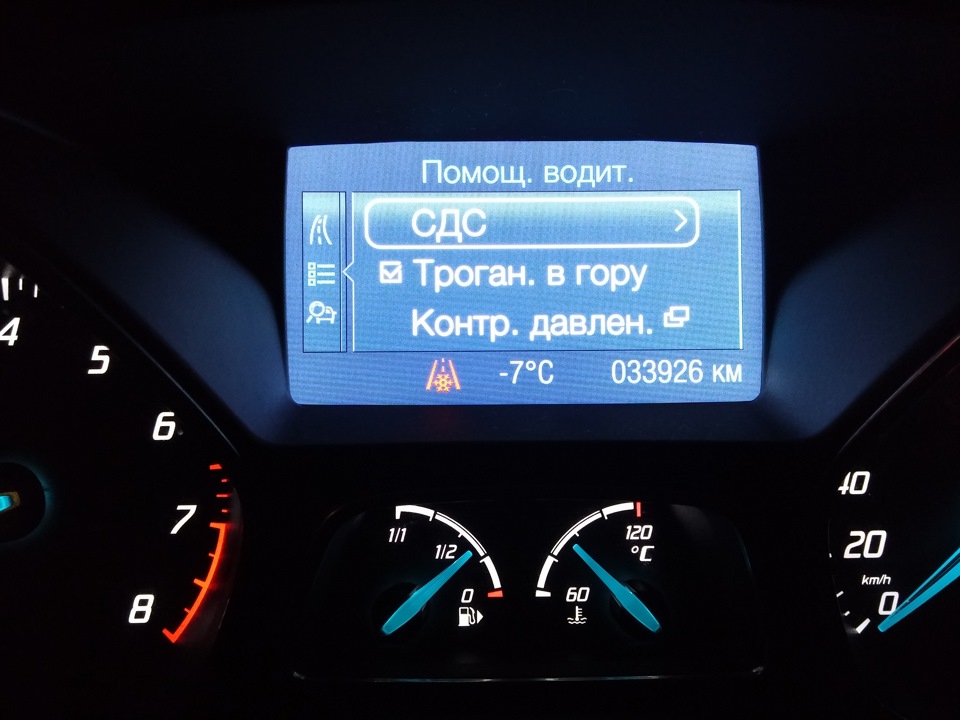 Помощ. водит.
СДС
Троган. в гору
Контр. давлен.
-7°C 033926 км
4
5
6
7
8
1/1
1/2
0
120
°C
60
40
20
km/h
0